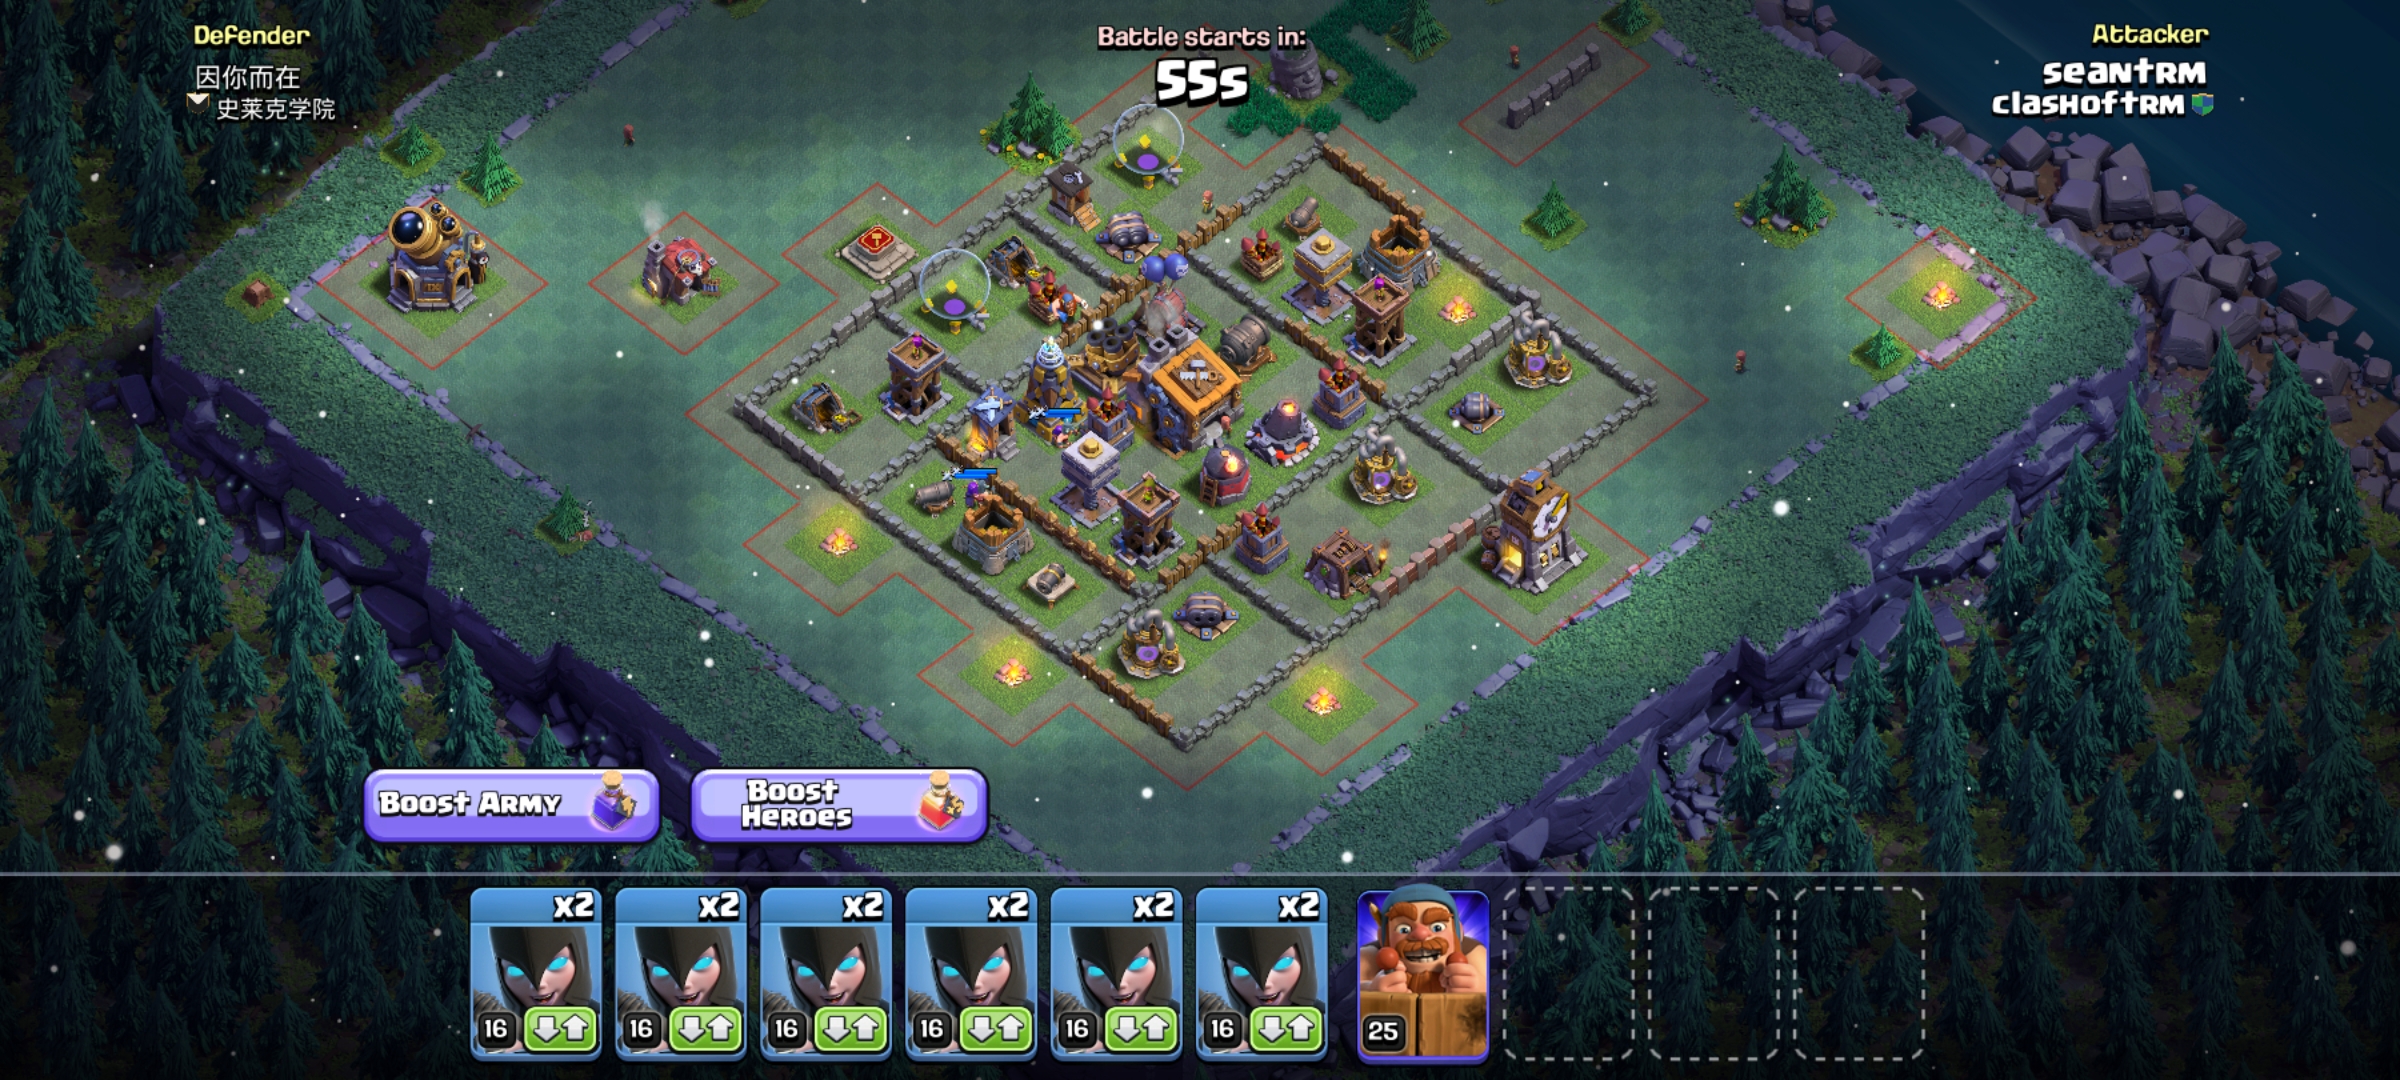 Defender
因你而在
史莱克学院
Battle starts in:
55s
Attacker
seantRM
clashoftRM
Boost Army
Boost
Heroes
x2
x2
x2
x2
x2
x2
16
16
16
16
16
16
25